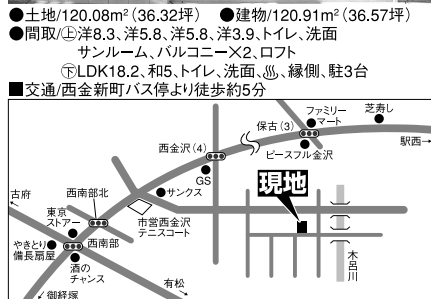 ●土地/120.08m²(36.32坪) ●建物/120.91m²(36.57坪)
●間取/㊤洋8.3、洋5.8、洋5.8、洋3.9、トイレ、洗面
サンルーム、バルコニー×2、ロフト
㊦LDK18.2、和5、トイレ、洗面、♨、縁側、駐3台
■交通/西金沢新町バス停より徒歩約5分
ファミリー
マート
芝寿し
保古(3)
駅西→
西金沢(4)
ピースフル金沢
GS
現地
古府
西南部北
サンクス
東京
ストアー
市営西金沢
テニスコート
西南部
やきとり
備長扇屋
酒の
チャンス
木呂川
有松
御経塚